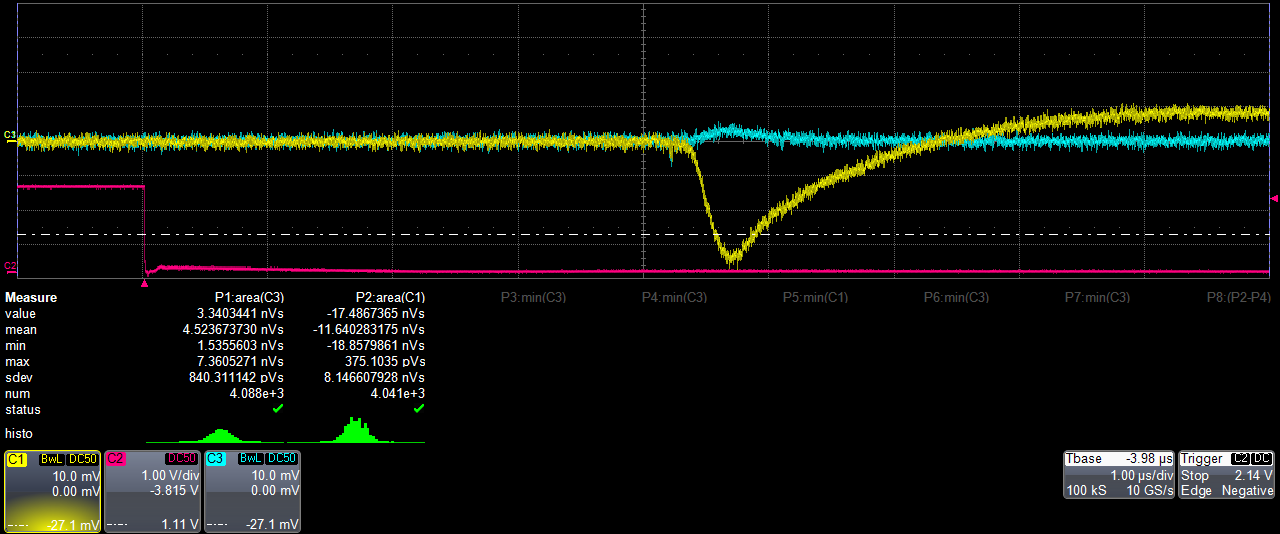 C1
C2
Measure P1:area(C3) P2:area(C1) P3:min(C3) P4:min(C3) P5:min(C1) P6:min(C3) P7:min(C3) P8:(P2-P4)
value 3.3403441 nVs -17.4867365 nVs
mean 4.523673730 nVs -11.640283175 nVs
min 1.5355603 nVs -18.8579861 nVs
max 7.3605271 nVs 375.1035 pVs
sdev 840.311142 pVs 8.146607928 nVs
num 4.088e+3 4.041e+3
status
histo
C1 BwL DC50
10.0 mV
0.00 mV
-27.1 mV
C2 DC50
1.00 V/div
-3.815 V
1.11 V
C3 BwL DC50
10.0 mV
0.00 mV
-27.1 mV
Tbase -3.98 µs
1.00 µs/div
100 kS 10 GS/s
Trigger C2 DC
Stop 2.14 V
Edge Negative